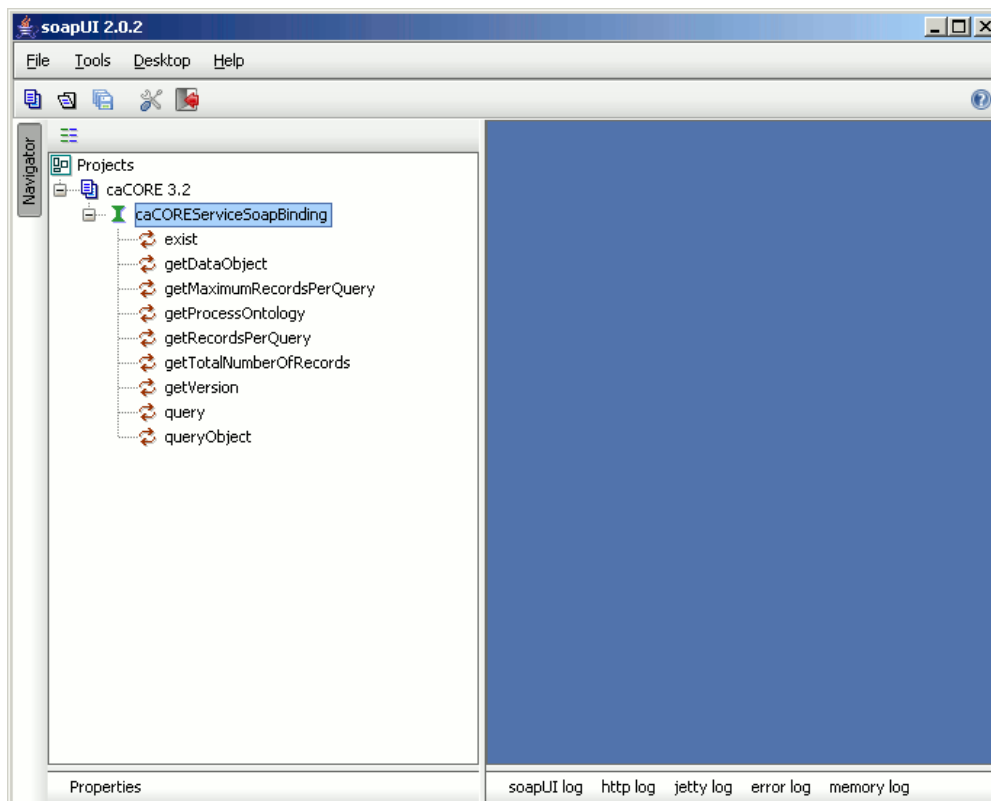 soapUI 2.0.2
File Tools Desktop Help
Navigator
Projects
caCORE 3.2
caCOREServiceSoapBinding
exist
getDataObject
getMaximumRecordsPerQuery
getProcessOntology
getRecordsPerQuery
getTotalNumberOfRecords
getVersion
query
queryObject
Properties
soapUI log http log jetty log error log memory log